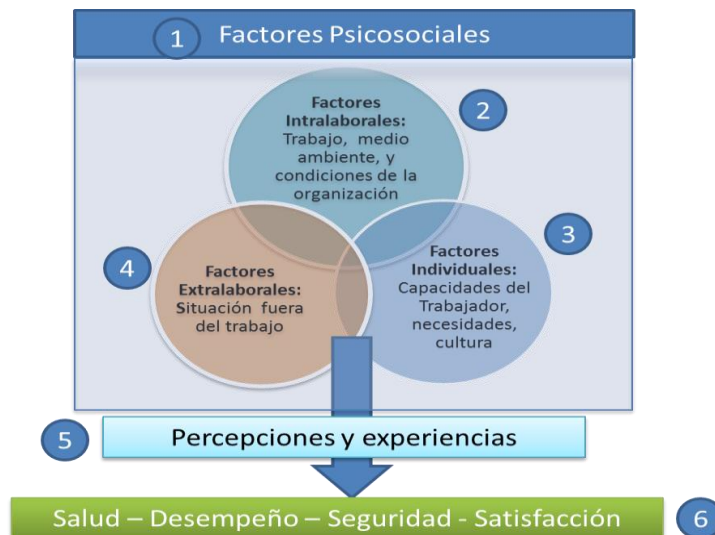 1 Factores Psicosociales
2
Factores
Intralaborales:
Trabajo, medio
ambiente, y
condiciones de la
organización
3
Factores
Individuales:
Capacidades del
Trabajador,
necesidades,
cultura
4
Factores
Extralaborales:
Situación fuera
del trabajo
5 Percepciones y experiencias
Salud – Desempeño – Seguridad - Satisfacción 6